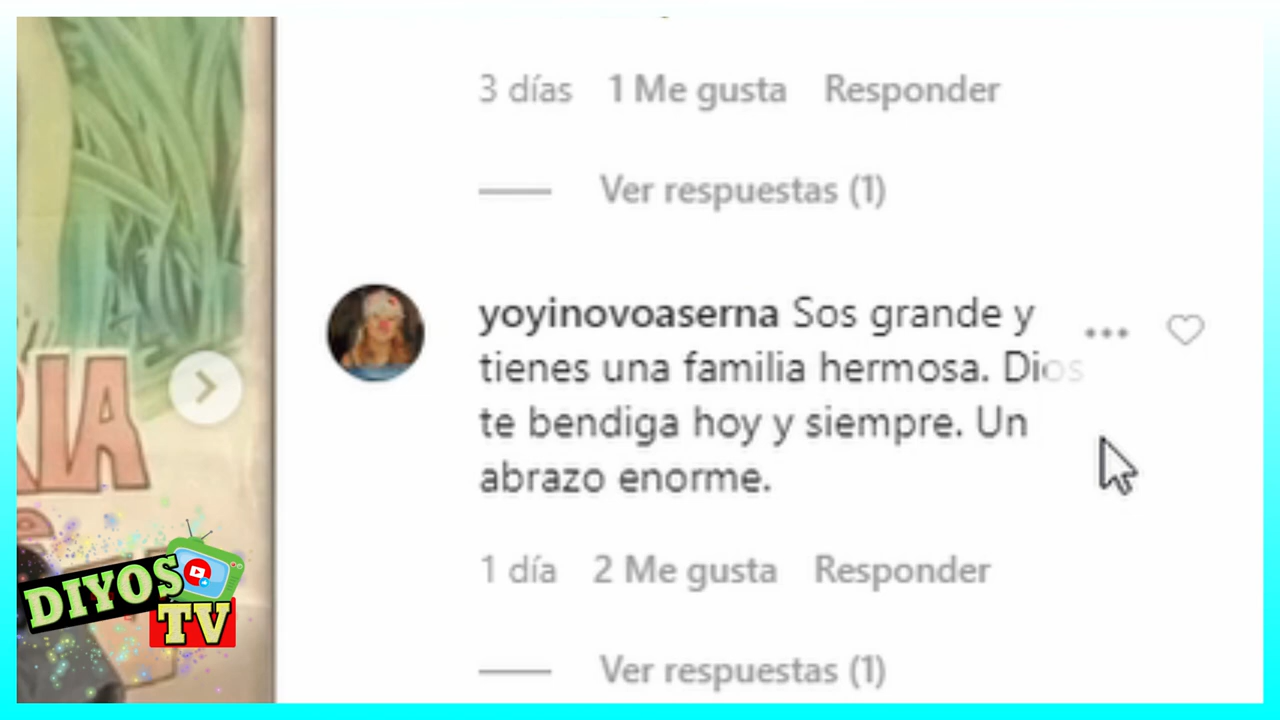 3 días 1 Me gusta Responder
Ver respuestas (1)
yoyinovoaserna Sos grande y
tienes una familia hermosa. Dios
te bendiga hoy y siempre. Un
abrazo enorme.
1 día 2 Me gusta Responder
Ver respuestas (1)
DIYOS
TV